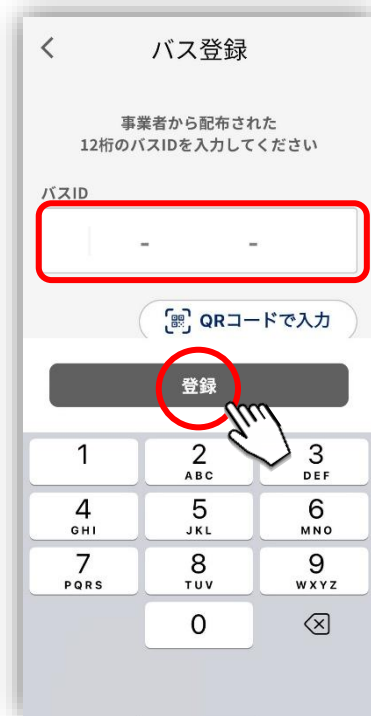 バス登録
事業者から配布された
12桁のバスIDを入力してください
バスID
- -
QRコードで入力
登録
1 2 3
ABC DEF
4 5 6
GHI JKL MNO
7 8 9
PQRS TUV WXYZ
0